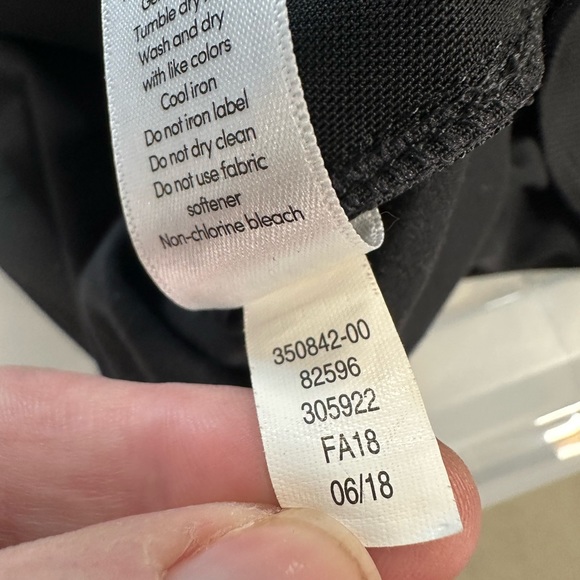 Tumble dry
Wash and dry
with like colors
Cool iron
Do not iron label
Do not dry clean
Do not use fabric
softener
Non-chlorine bleach
350842-00
82596
305922
FA18
06/18